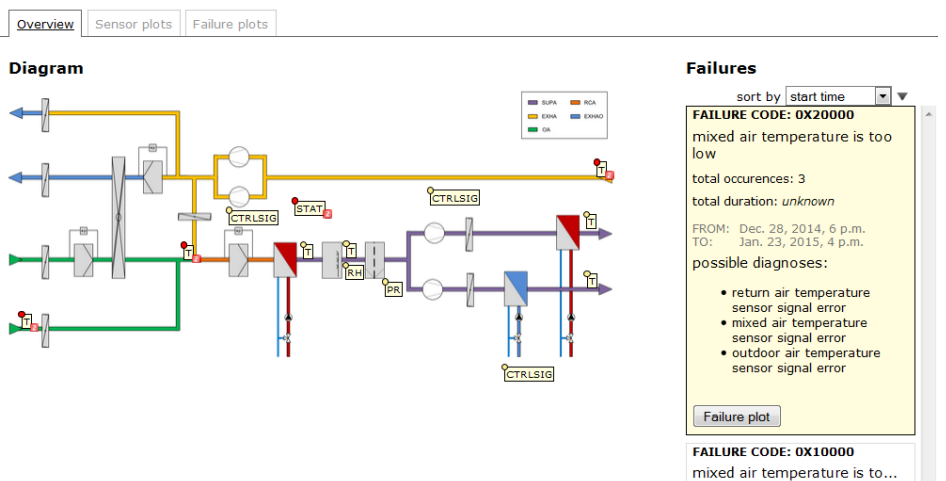 Overview
Sensor plots
Failure plots
Diagram
SUPA
RCA
EXHA
EXHAO
OA
T
CTRLSIG
STAT
CTRLSIG
T
T
T
RH
PR
T
T
T
CTRLSIG
Failures
sort by start time
FAILURE CODE: 0X20000
mixed air temperature is too
low
total occurences: 3
total duration: unknown
FROM: Dec. 28, 2014, 6 p.m.
TO: Jan. 23, 2015, 4 p.m.
possible diagnoses:
• return air temperature
sensor signal error
• mixed air temperature
sensor signal error
• outdoor air temperature
sensor signal error
Failure plot
FAILURE CODE: 0X10000
mixed air temperature is to...